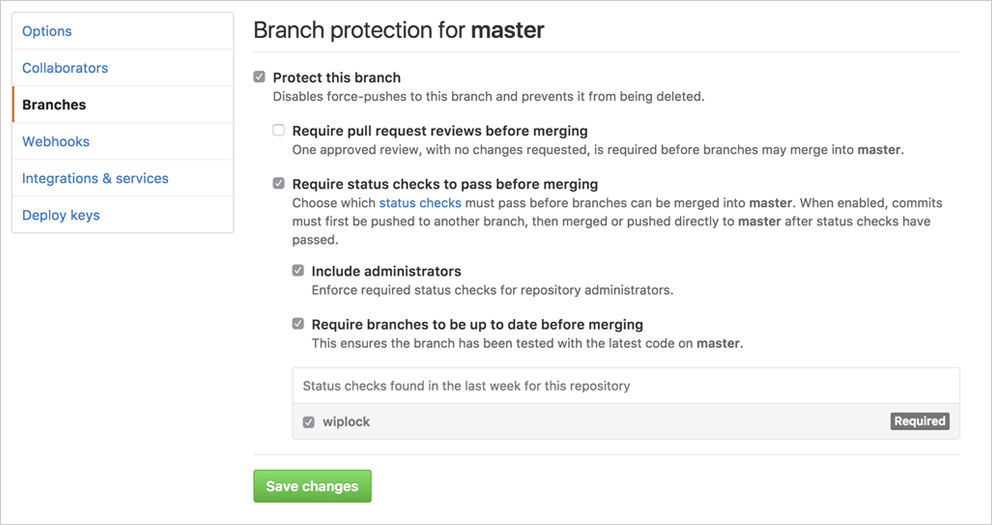 Options
Collaborators
Branches
Webhooks
Integrations & services
Deploy keys
Branch protection for master
Protect this branch
Disables force-pushes to this branch and prevents it from being deleted.
Require pull request reviews before merging
One approved review, with no changes requested, is required before branches may merge into master.
Require status checks to pass before merging
Choose which status checks must pass before branches can be merged into master. When enabled, commits
must first be pushed to another branch, then merged or pushed directly to master after status checks have
passed.
Include administrators
Enforce required status checks for repository administrators.
Require branches to be up to date before merging
This ensures the branch has been tested with the latest code on master.
Status checks found in the last week for this repository
wiplock Required
Save changes